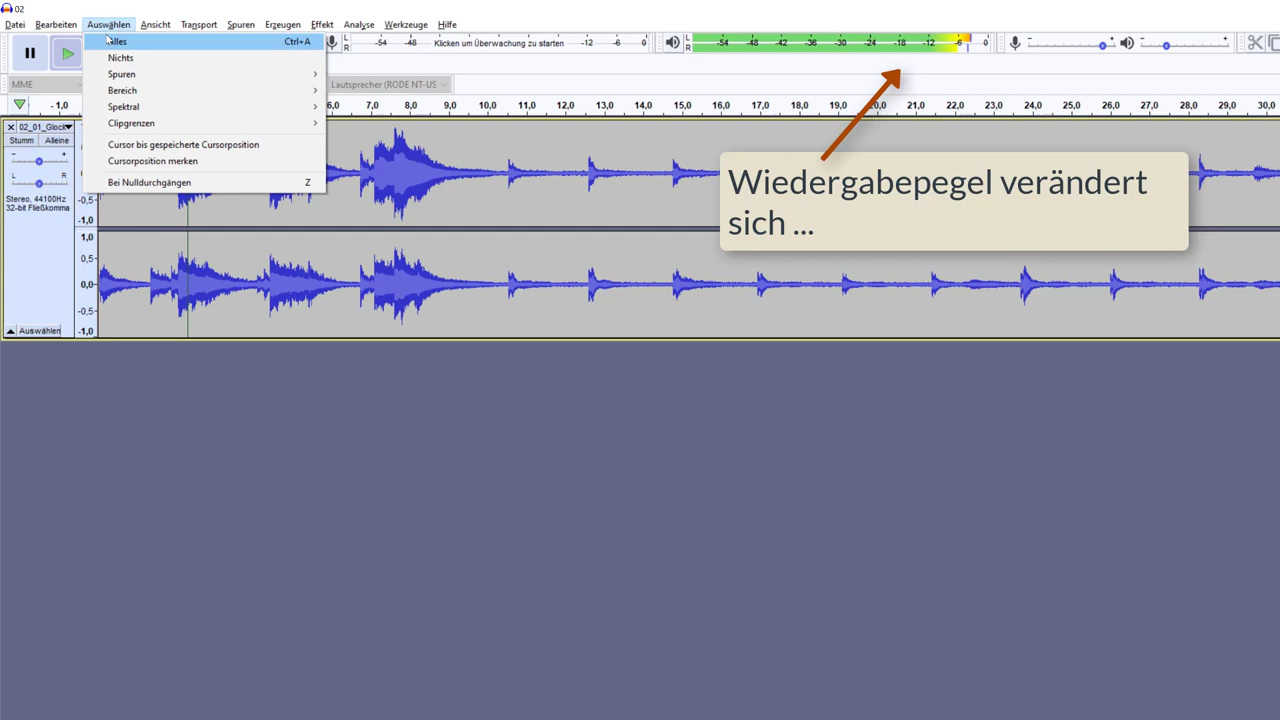 02
Datei Bearbeiten Auswählen Ansicht Transport Spuren Erzeugen Effekt Analyse Werkzeuge Hilfe
Alles Ctrl+A
Nichts
Spuren
Bereich
Spektral
Clipgrenzen
Cursor bis gespeicherte Cursorposition
Cursorposition merken
Bei Nulldurchgängen Z
L
R
-54 -48 Klicken um Überwachung zu starten -12 -6 0
L
R
-54 -48 -42 -36 -30 -24 -18 -12 -6 0
- + - +
MME Lautsprecher (RODE NT-US
- 1,0 6,0 7,0 8,0 9,0 10,0 11,0 12,0 13,0 14,0 15,0 16,0 17,0 18,0 19,0 20,0 21,0 22,0 23,0 24,0 25,0 26,0 27,0 28,0 29,0 30,0
02_01_Glock
Stumm Alleine
- +
L R
Stereo, 44100Hz
32-bit Fließkomma
-0,5
-1,0
1,0
0,5
0,0
-0,5
-1,0
Auswählen
Wiedergabepegel verändert
sich ...